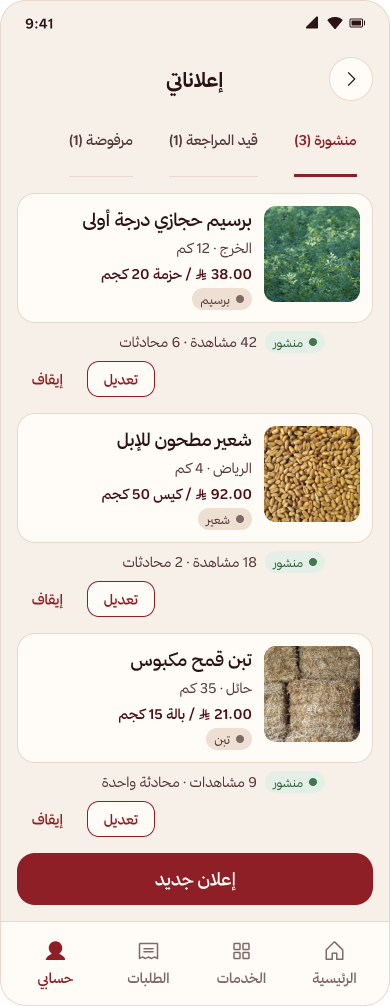 9:41
إعلاناتي
منشورة (3)
قيد المراجعة (1)
مرفوضة (1)
برسيم حجازي درجة أولى
الخرج · 12 كم
38.00 ⃁ / حزمة 20 كجم
برسيم
منشور
42 مشاهدة · 6 محادثات
تعديل
إيقاف
شعير مطحون للإبل
الرياض · 4 كم
92.00 ⃁ / كيس 50 كجم
شعير
منشور
18 مشاهدة · 2 محادثات
تعديل
إيقاف
تبن قمح مكبوس
حائل · 35 كم
21.00 ⃁ / بالة 15 كجم
تبن
منشور
9 مشاهدات · محادثة واحدة
تعديل
إيقاف
إعلان جديد
الرئيسية
الخدمات
الطلبات
حسابي